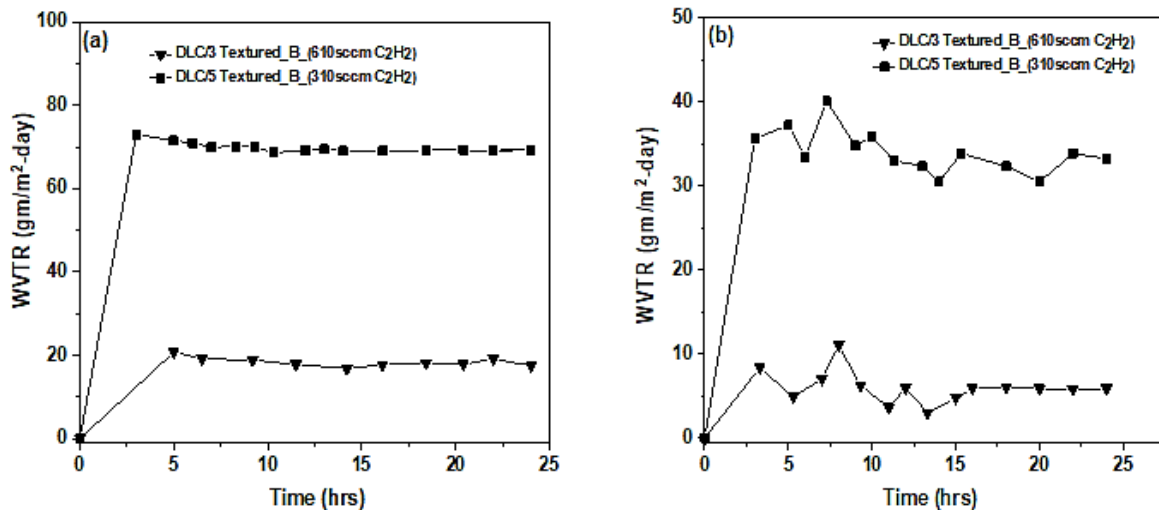 (a)
DLC/3 Textured_B_(610sccm C2H2)
DLC/5 Textured_B_(310sccm C2H2)
100
80
60
40
20
0
WVTR (gm/m²-day)
0 5 10 15 20 25
Time (hrs)
(b)
DLC/3 Textured_B_(610sccm C2H2)
DLC/5 Textured_B_(310sccm C2H2)
50
40
30
20
10
0
WVTR (gm/m²-day)
0 5 10 15 20 25
Time (hrs)